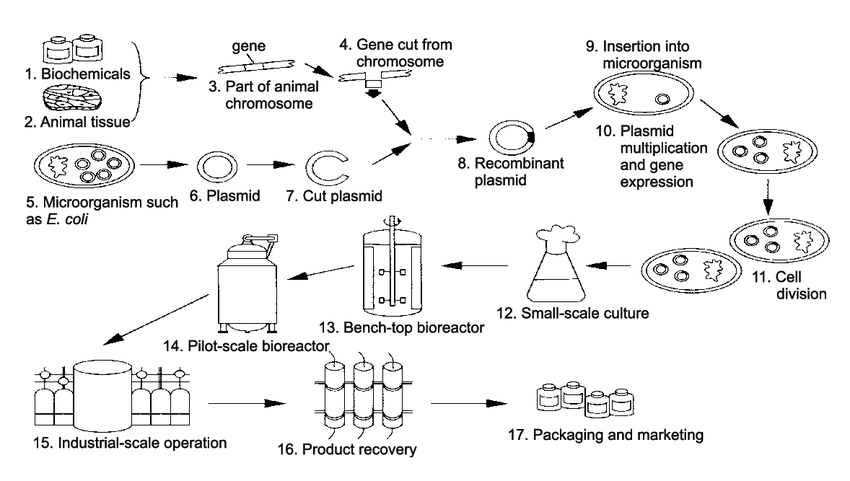 1. Biochemicals
2. Animal tissue
gene
3. Part of animal
chromosome
4. Gene cut from
chromosome
5. Microorganism such
as E. coli
6. Plasmid
7. Cut plasmid
8. Recombinant
plasmid
9. Insertion into
microorganism
10. Plasmid
multiplication
and gene
expression
11. Cell
division
12. Small-scale culture
13. Bench-top bioreactor
14. Pilot-scale bioreactor
15. Industrial-scale operation
16. Product recovery
17. Packaging and marketing